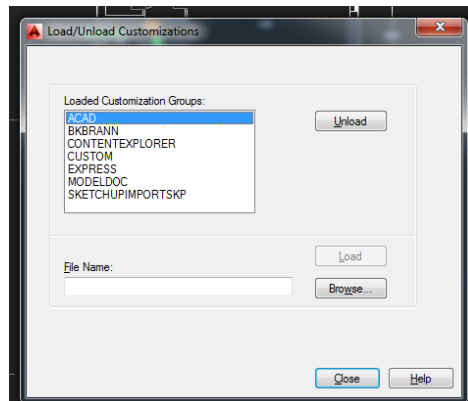 Load/Unload Customizations
Loaded Customization Groups:
ACAD
BKBRANN
CONTENTEXPLORER
CUSTOM
EXPRESS
MODELDOC
SKETCHUPIMPORTSKP
Unload
File Name:
Load
Browse...
Close
Help